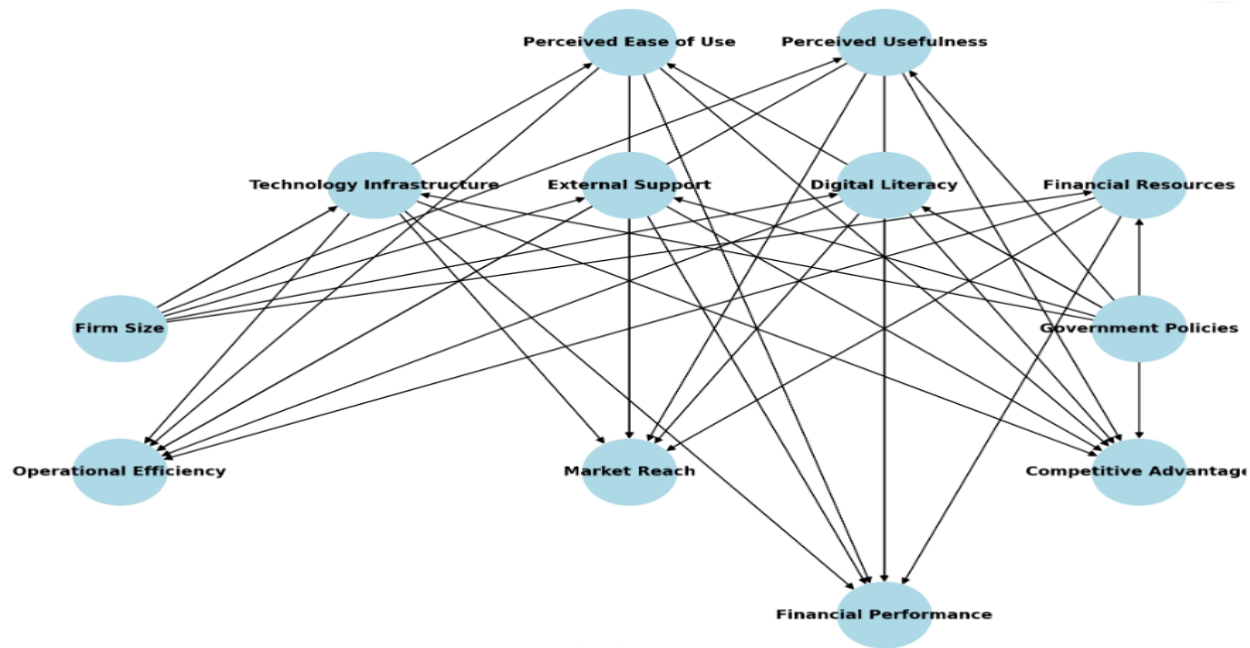 Perceived Ease of Use
Perceived Usefulness
Technology Infrastructure
External Support
Digital Literacy
Financial Resources
Firm Size
Government Policies
Operational Efficiency
Market Reach
Competitive Advantage
Financial Performance